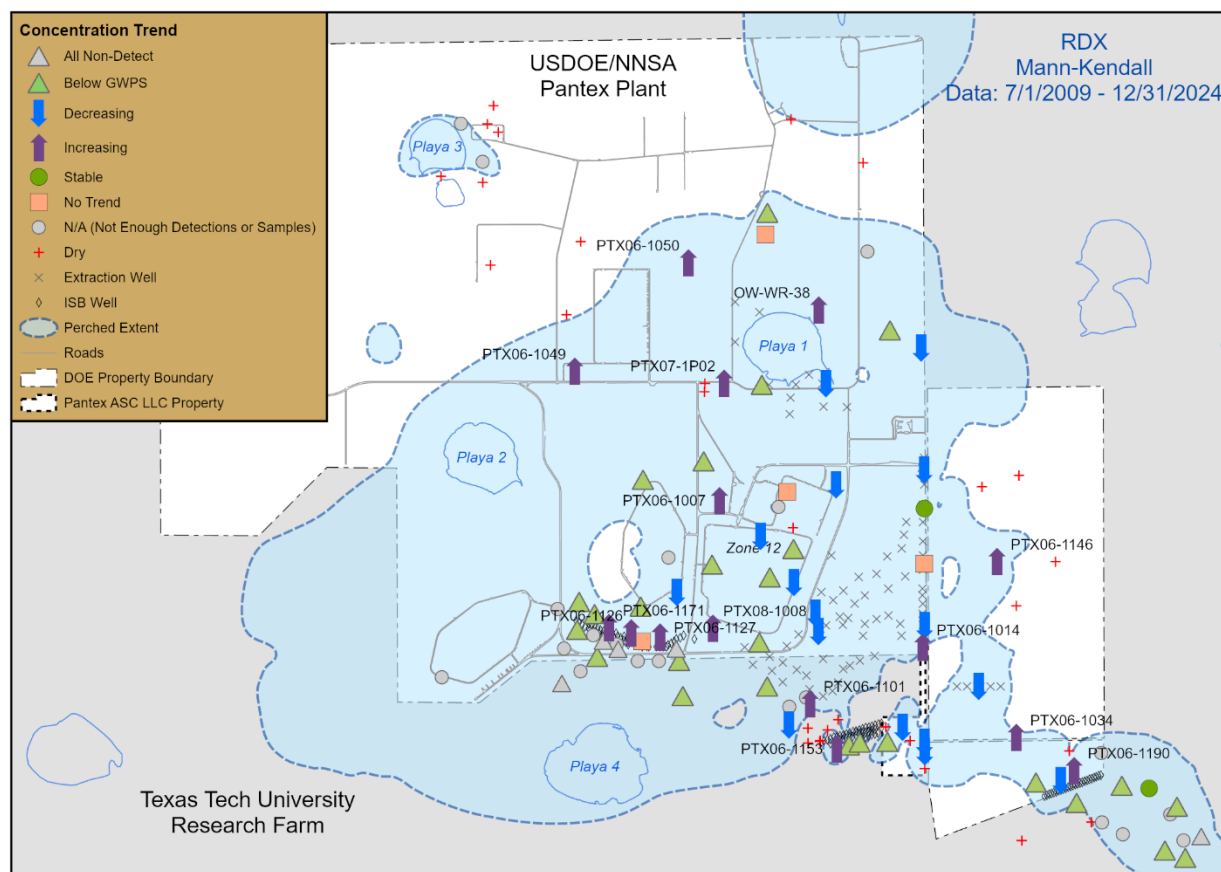 Concentration Trend
All Non-Detect
Below GWPS
Decreasing
Increasing
Stable
No Trend
N/A (Not Enough Detections or Samples)
Dry
Extraction Well
ISB Well
Perched Extent
Roads
DOE Property Boundary
Pantex ASC LLC Property
USDOE/NNSA
Pantex Plant
RDX
Mann-Kendall
Data: 7/1/2009 - 12/31/2024
Playa 3
PTX06-1050
OW-WR-38
Playa 1
PTX06-1049
PTX07-1P02
Playa 2
PTX06-1007
Zone 12
PTX06-1146
PTX06-1126
PTX06-1171
PTX08-1008
PTX06-1127
PTX06-1014
PTX06-1101
PTX06-1034
PTX06-1153
PTX06-1190
Playa 4
Texas Tech University
Research Farm